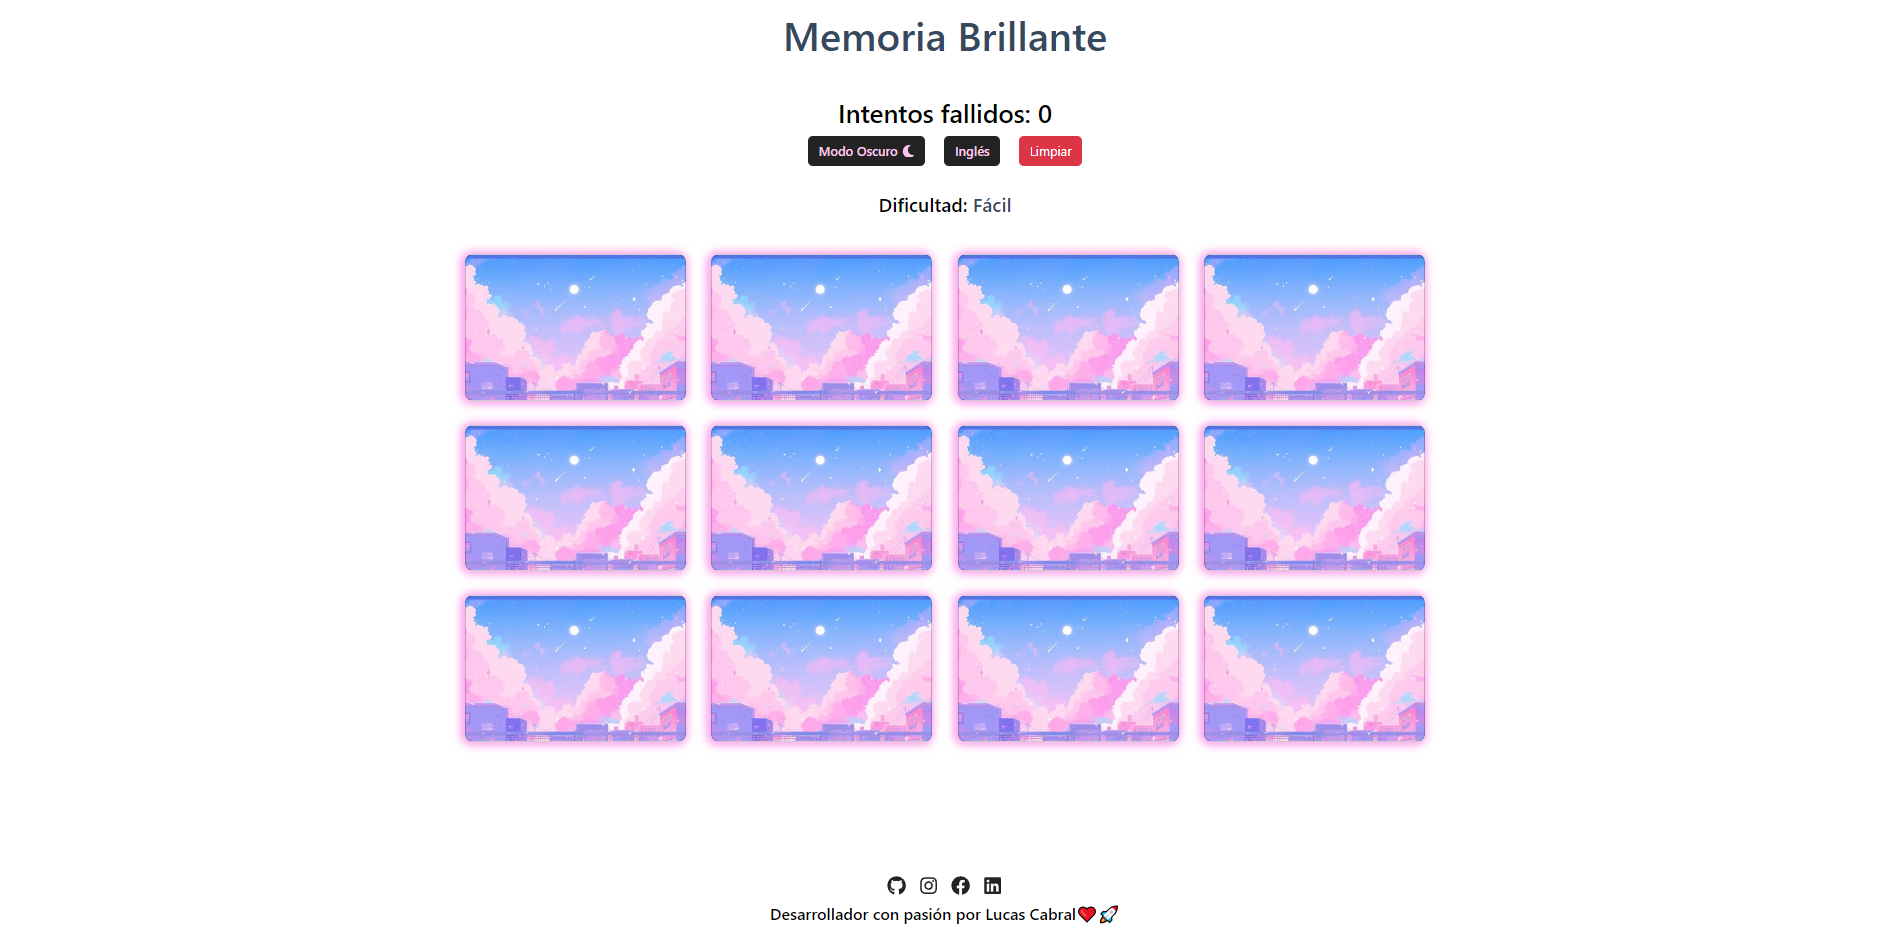 Memoria Brillante
Intentos fallidos: 0
Modo Oscuro Inglés Limpiar
Dificultad: Fácil
Desarrollador con pasión por Lucas Cabral❤️🚀